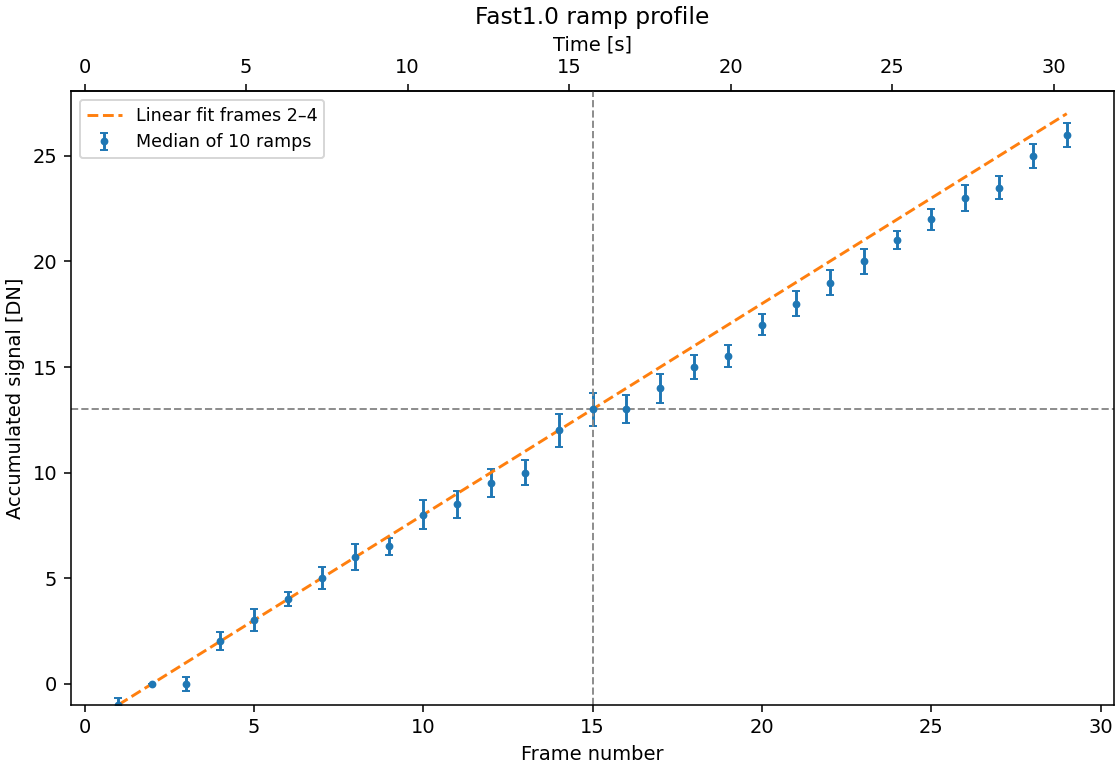 Fast1.0 ramp profile
Time [s]
0 5 10 15 20 25 30
Linear fit frames 2–4
Median of 10 ramps
Accumulated signal [DN]
25
20
15
10
5
0
0 5 10 15 20 25 30
Frame number